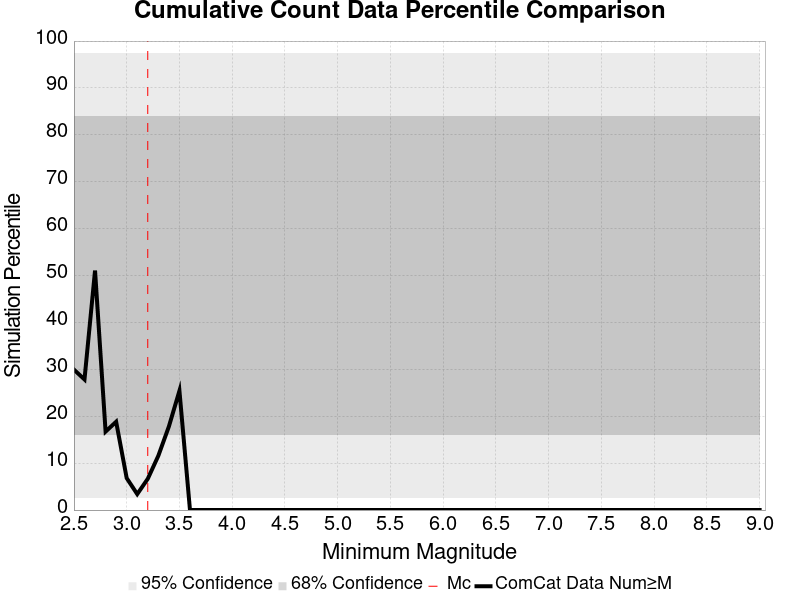 Cumulative Count Data Percentile Comparison
100
90
80
70
60
50
40
30
20
10
0
Simulation Percentile
2.5 3.0 3.5 4.0 4.5 5.0 5.5 6.0 6.5 7.0 7.5 8.0 8.5 9.0
Minimum Magnitude
95% Confidence 68% Confidence Mc ComCat Data Num≥M